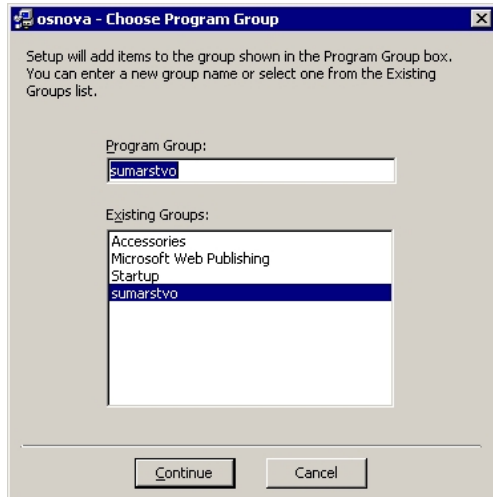 osnova - Choose Program Group
Setup will add items to the group shown in the Program Group box.
You can enter a new group name or select one from the Existing
Groups list.
Program Group:
sumarstvo
Existing Groups:
Accessories
Microsoft Web Publishing
Startup
sumarstvo
Continue
Cancel